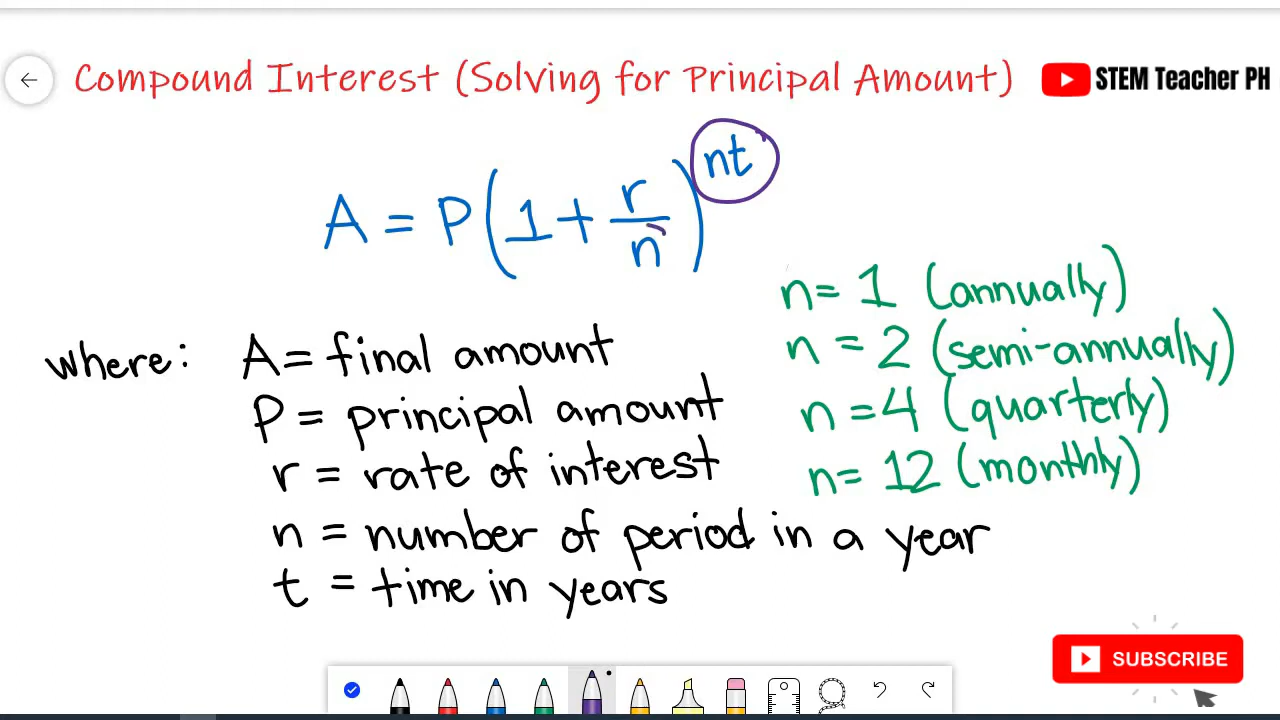 Compound Interest (Solving for Principal Amount)
STEM Teacher PH
A = P(1 + r/n)^nt
n = 1 (annually)
n = 2 (semi-annually)
n = 4 (quarterly)
n = 12 (monthly)
where: A = final amount
P = principal amount
r = rate of interest
n = number of period in a year
t = time in years
SUBSCRIBE